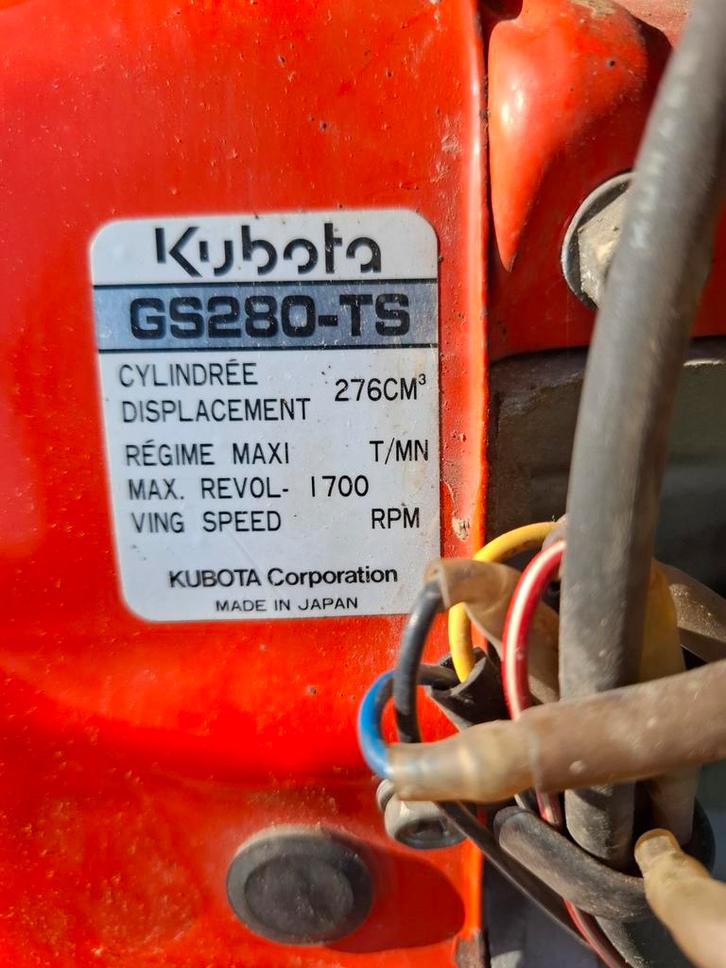 Kubota
GS280-TS
CYLINDRÉE
DISPLACEMENT 276CM³
RÉGIME MAXI T/MN
MAX. REVOL- 1700
VING SPEED RPM
KUBOTA Corporation
MADE IN JAPAN